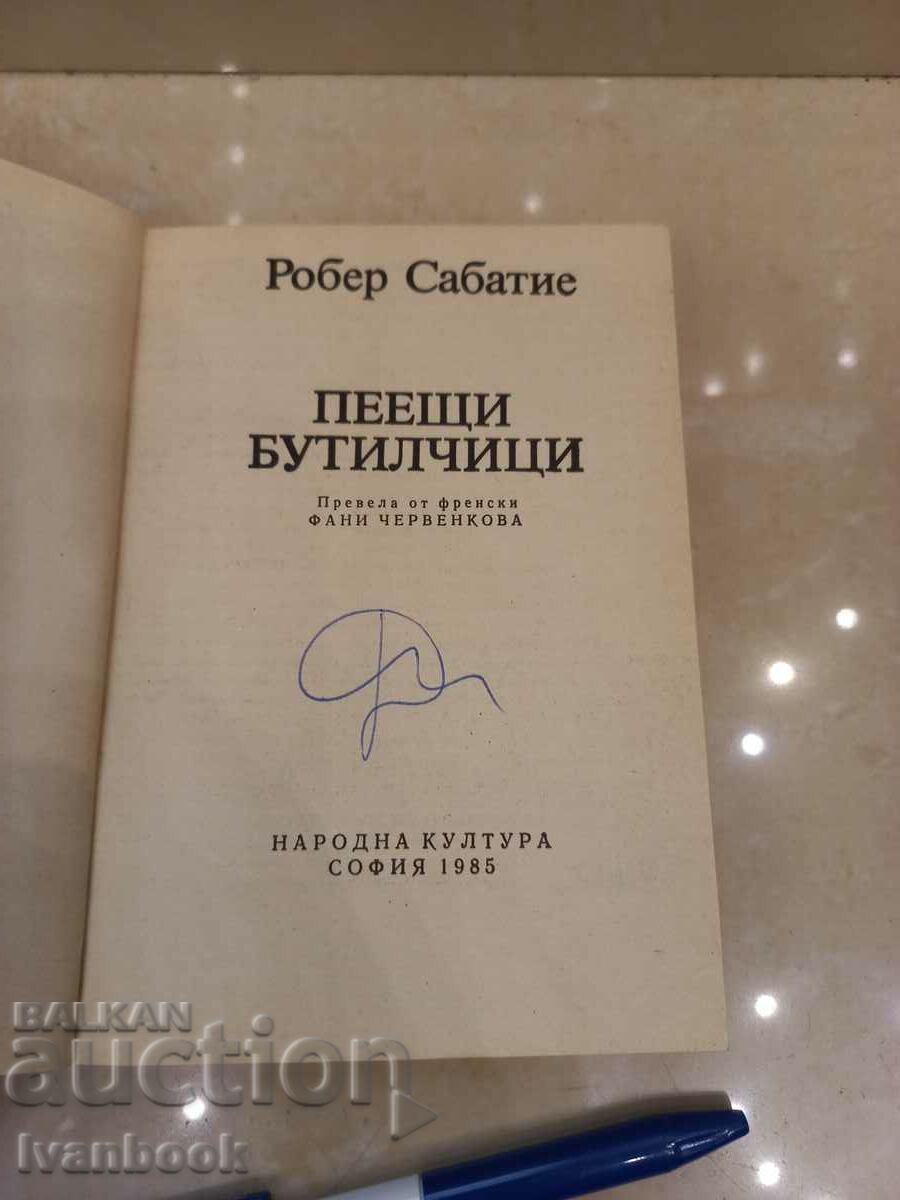 Робер Сабатие
ПЕЕЩИ
БУТИЛЧИЦИ
Превела от френски
ФАНИ ЧЕРВЕНКОВА
НАРОДНА КУЛТУРА
СОФИЯ 1985
BALKAN
auction
Ivanbook